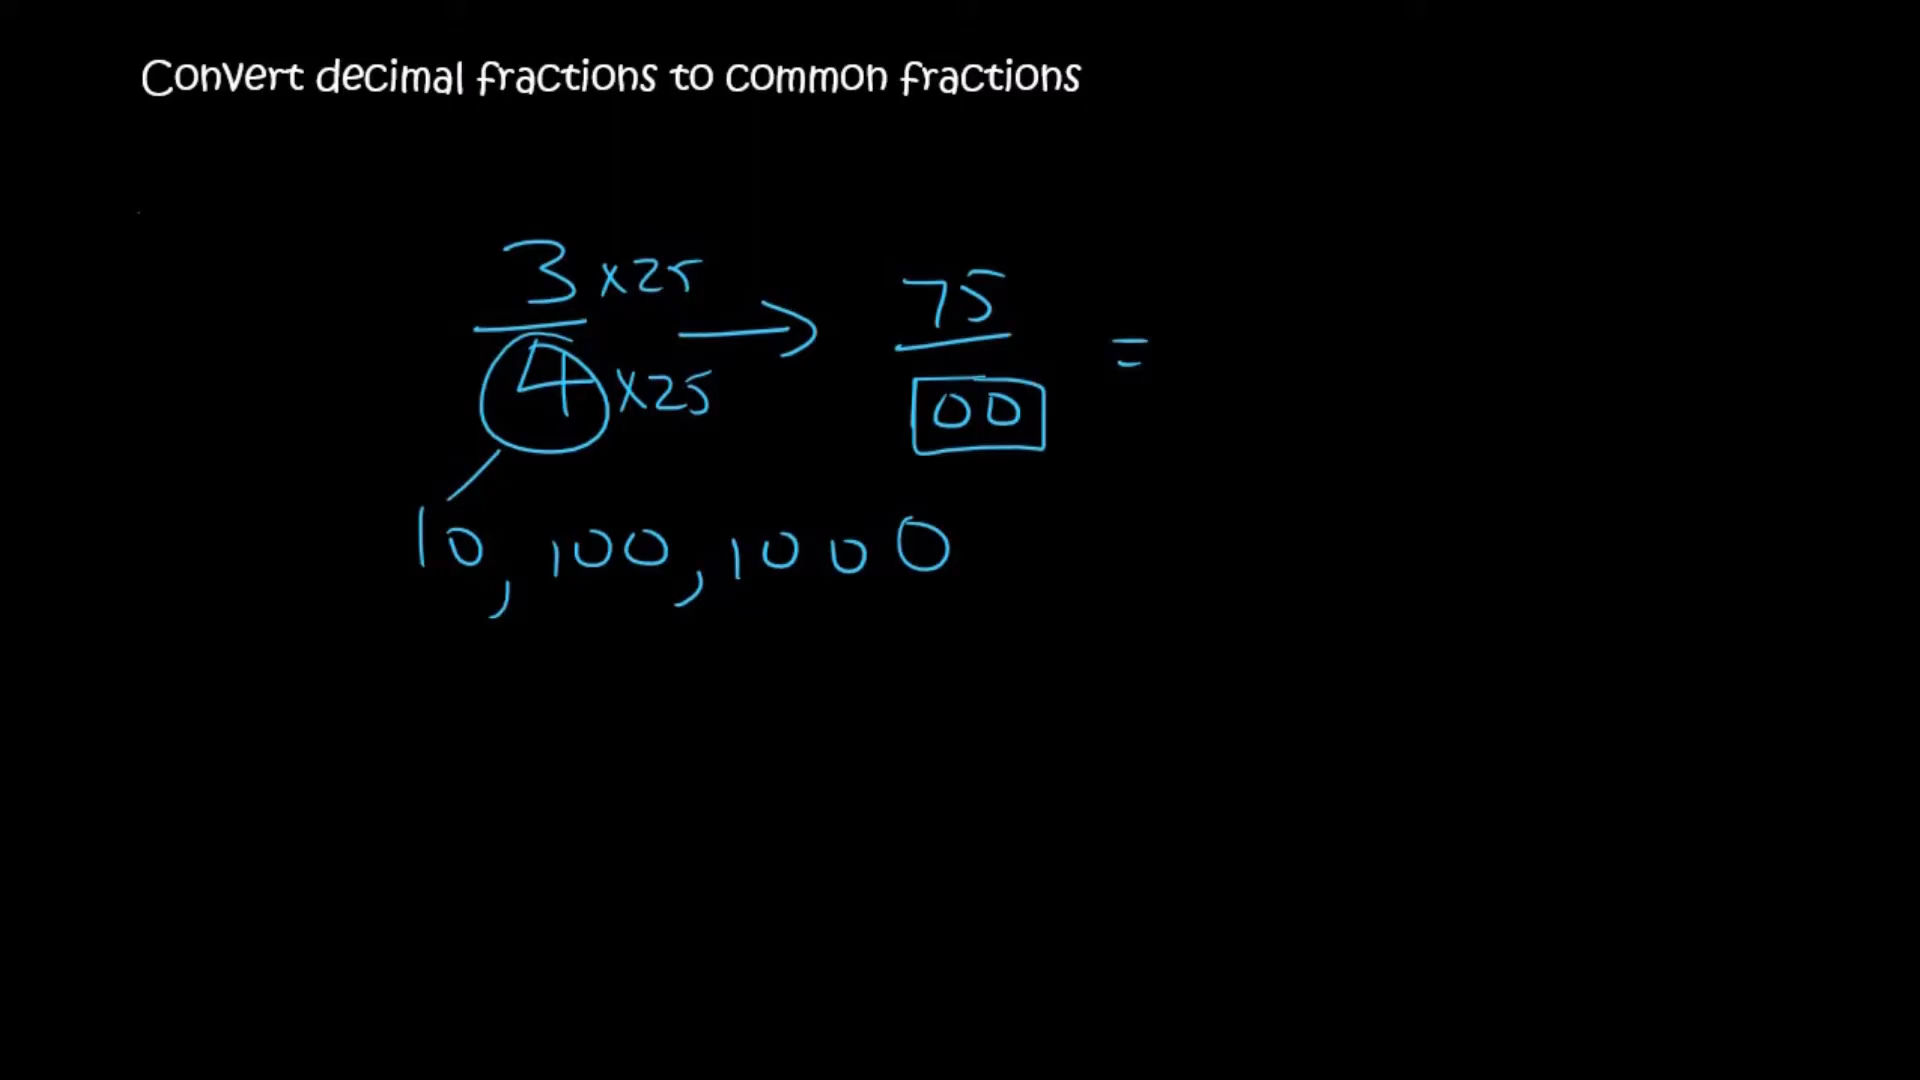 Convert decimal fractions to common fractions
3 x25
4 x25
75
00
=
10, 100, 1000